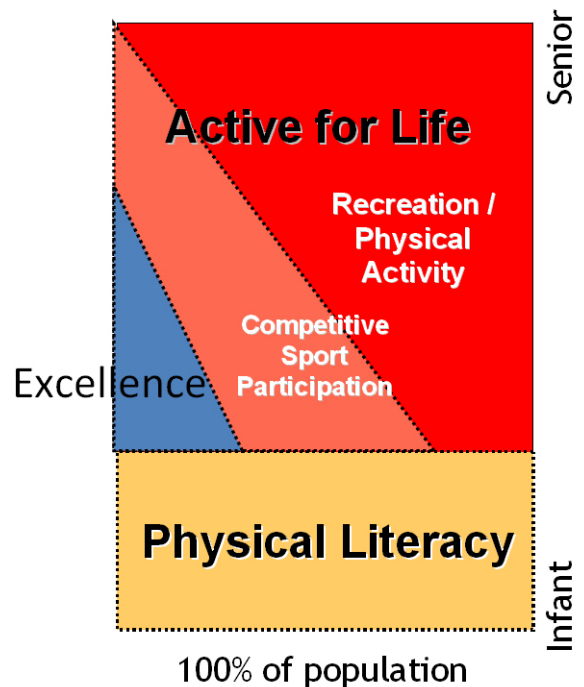 Senior
Active for Life
Recreation /
Physical
Activity
Competitive
Sport
Participation
Excellence
Physical Literacy
Infant
100% of population